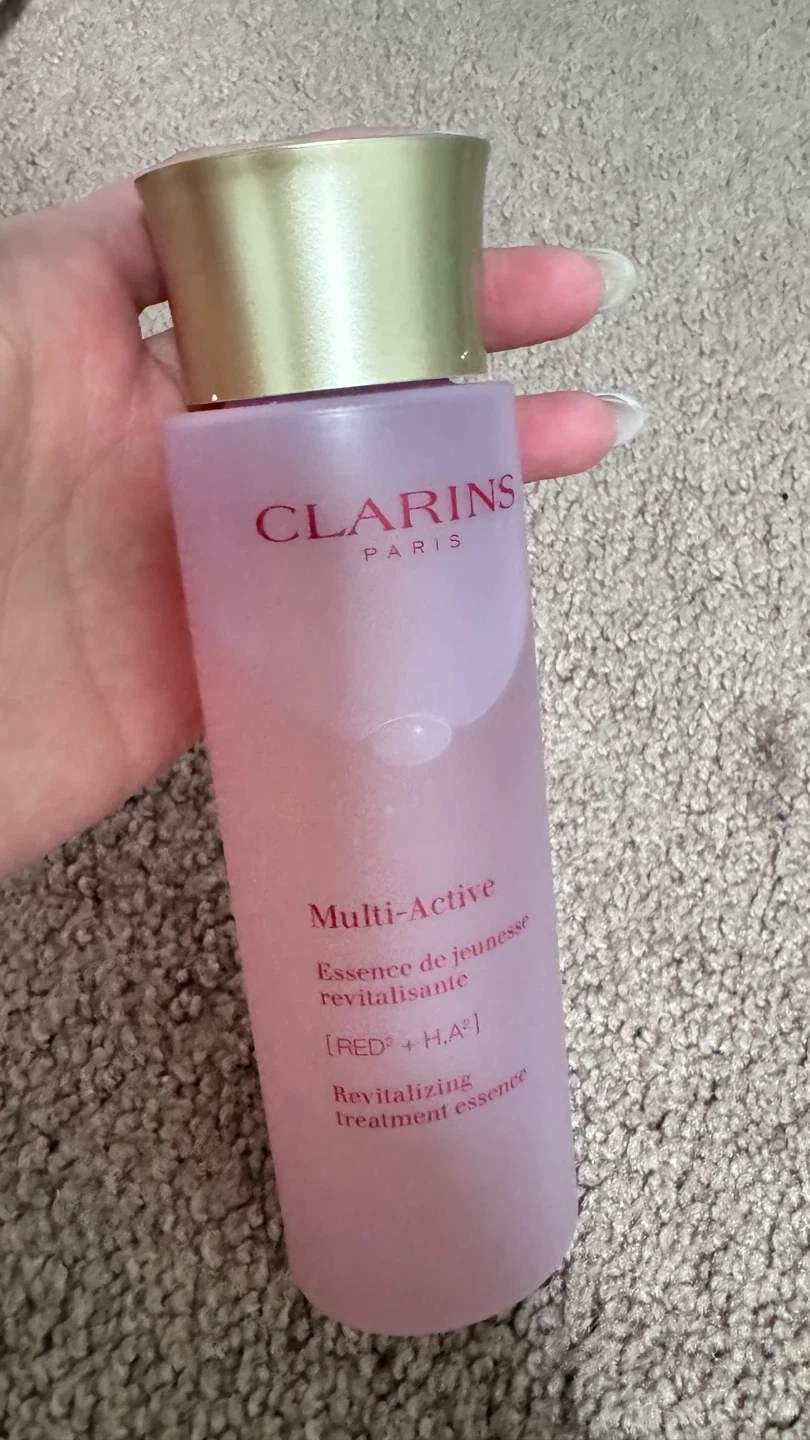 CLARINS
PARIS
Multi-Active
Essence de jeunesse
revitalisante
[RED³ + H.A²]
Revitalizing
treatment essence